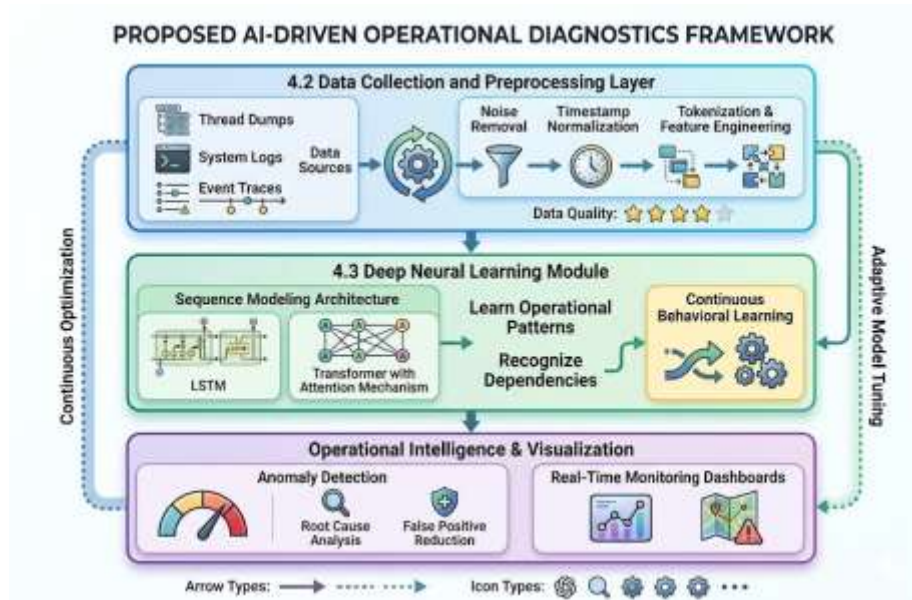 PROPOSED AI-DRIVEN OPERATIONAL DIAGNOSTICS FRAMEWORK
4.2 Data Collection and Preprocessing Layer
Thread Dumps
System Logs
Event Traces
Data
Sources
Noise
Removal
Timestamp
Normalization
Tokenization &
Feature Engineering
Data Quality:
Continuous Optimization
Adaptive Model Tuning
4.3 Deep Neural Learning Module
Sequence Modeling Architecture
LSTM
Transformer with
Attention Mechanism
Learn Operational
Patterns
Recognize
Dependencies
Continuous
Behavioral Learning
Operational Intelligence & Visualization
Anomaly Detection
Root Cause
Analysis
False Positive
Reduction
Real-Time Monitoring Dashboards
Arrow Types:
Icon Types: